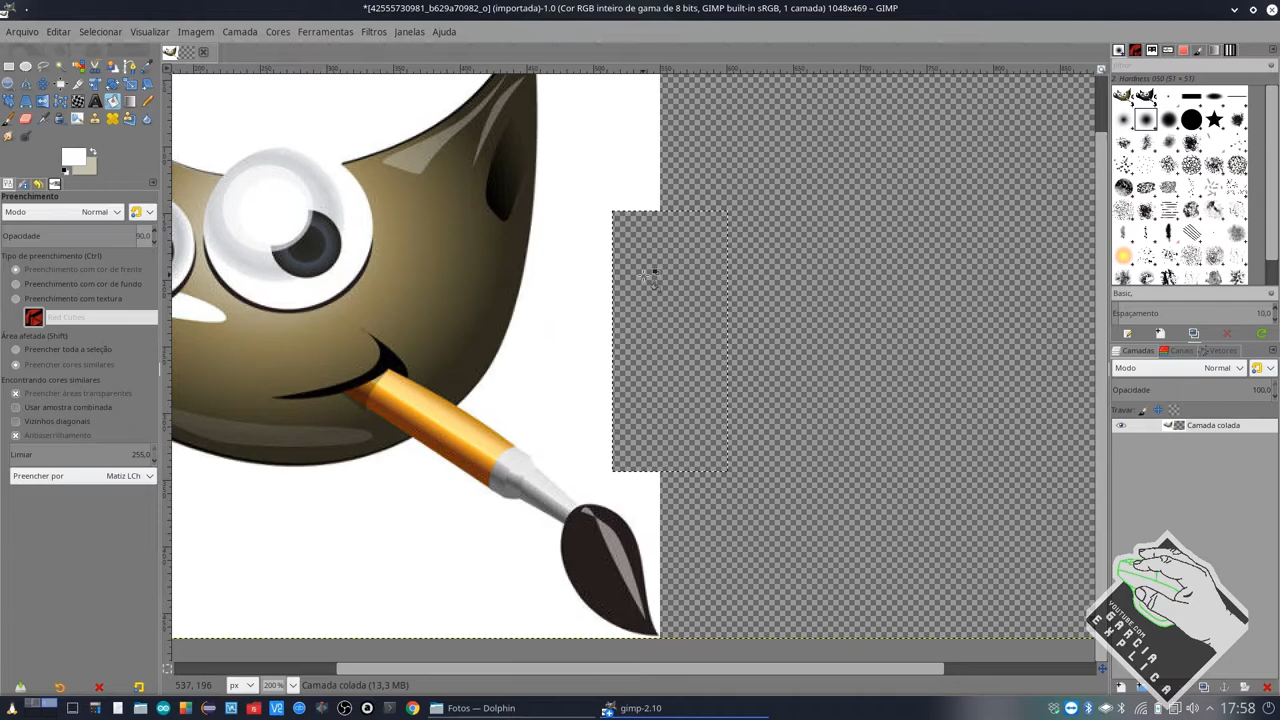 *[42555730981_b629a70982_o] (importada)-1.0 (Cor RGB inteiro de gama de 8 bits, GIMP built-in sRGB, 1 camada) 1048x469 – GIMP
Arquivo Editar Selecionar Visualizar Imagem Camada Cores Ferramentas Filtros Janelas Ajuda
Preenchimento
Modo Normal
Opacidade 90,0
Tipo de preenchimento (Ctrl)
Preenchimento com cor de frente
Preenchimento com cor de fundo
Preenchimento com textura
Red Cubes
Área afetada (Shift)
Preencher toda a seleção
Preencher cores similares
Encontrando cores similares
Preencher áreas transparentes
Usar amostra combinada
Vizinhos diagonais
Antisserrilhamento
Limiar 255,0
Preencher por Matiz LCh
537, 196 px 200% Camada colada (13,3 MB)
filtrar
2. Hardness 050 (51 × 51)
Basic,
Espaçamento 10,0
Camadas Canais Vetores
Modo Normal
Opacidade 100,0
Travar:
Camada colada
YOUTUBE.COM
GARCIA
EXPLICA
Fotos — Dolphin
gimp-2.10
17:58